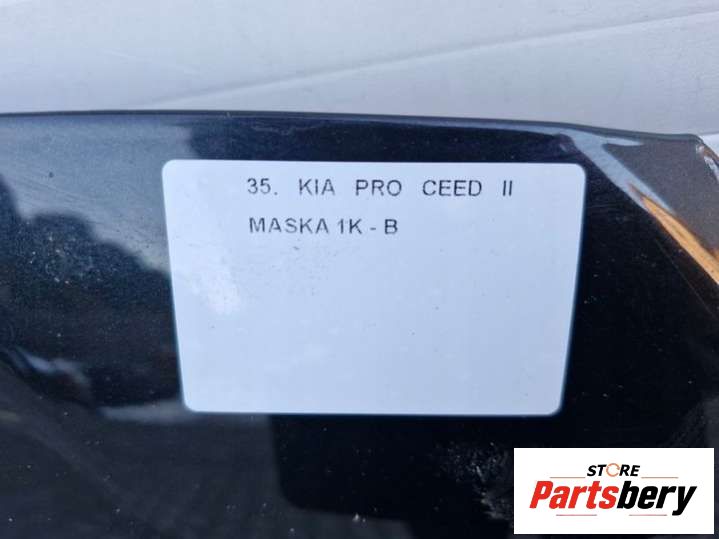 35. KIA PRO CEED II
MASKA 1K - B
STORE
Partsbery